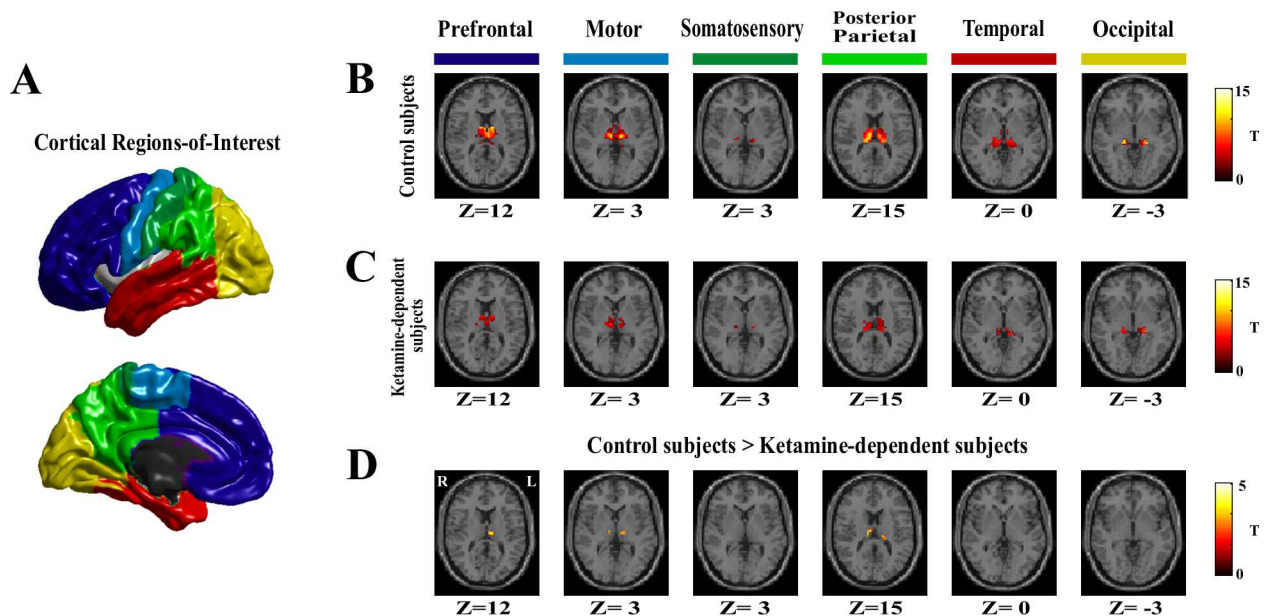 A
Cortical Regions-of-Interest
B
Prefrontal
Motor
Somatosensory
Posterior
Parietal
Temporal
Occipital
Control subjects
15
T
0
Z=12
Z= 3
Z= 3
Z=15
Z= 0
Z= -3
C
Ketamine-dependent
subjects
15
T
0
Z=12
Z= 3
Z= 3
Z=15
Z= 0
Z= -3
D
Control subjects > Ketamine-dependent subjects
R
L
5
T
0
Z=12
Z= 3
Z= 3
Z=15
Z= 0
Z= -3